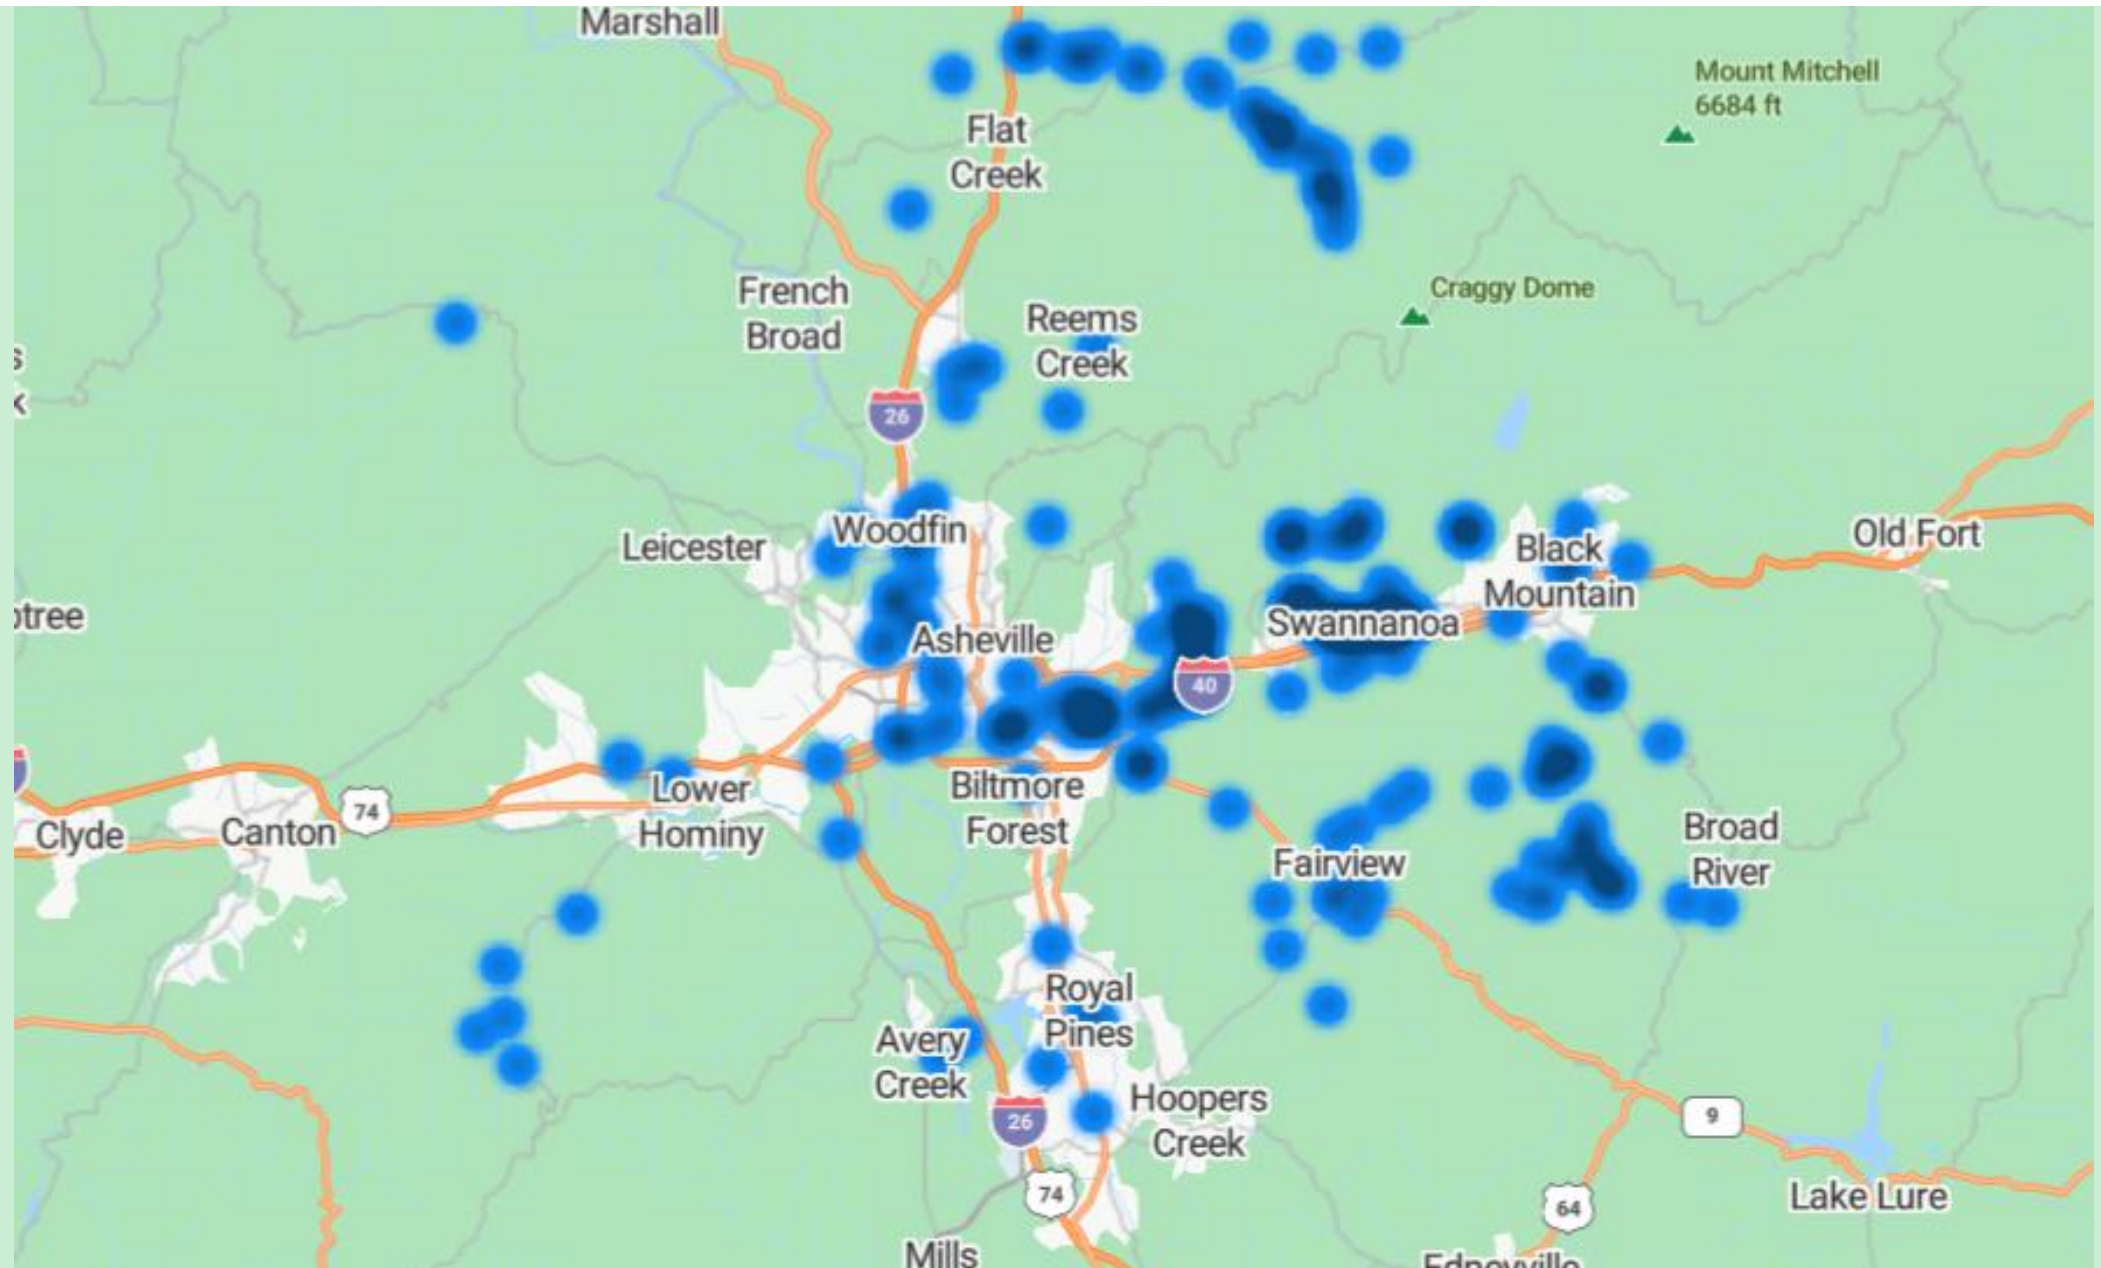 Marshall
Mount Mitchell
6684 ft
Flat
Creek
Craggy Dome
French
Broad
Reems
Creek
26
Woodfin
Leicester
Black
Mountain
Old Fort
Swannanoa
Asheville
40
Lower
Hominy
Biltmore
Forest
74
Clyde
Canton
Broad
River
Fairview
Royal
Pines
Avery
Creek
Hoopers
Creek
26
9
74
64
Lake Lure
Mills